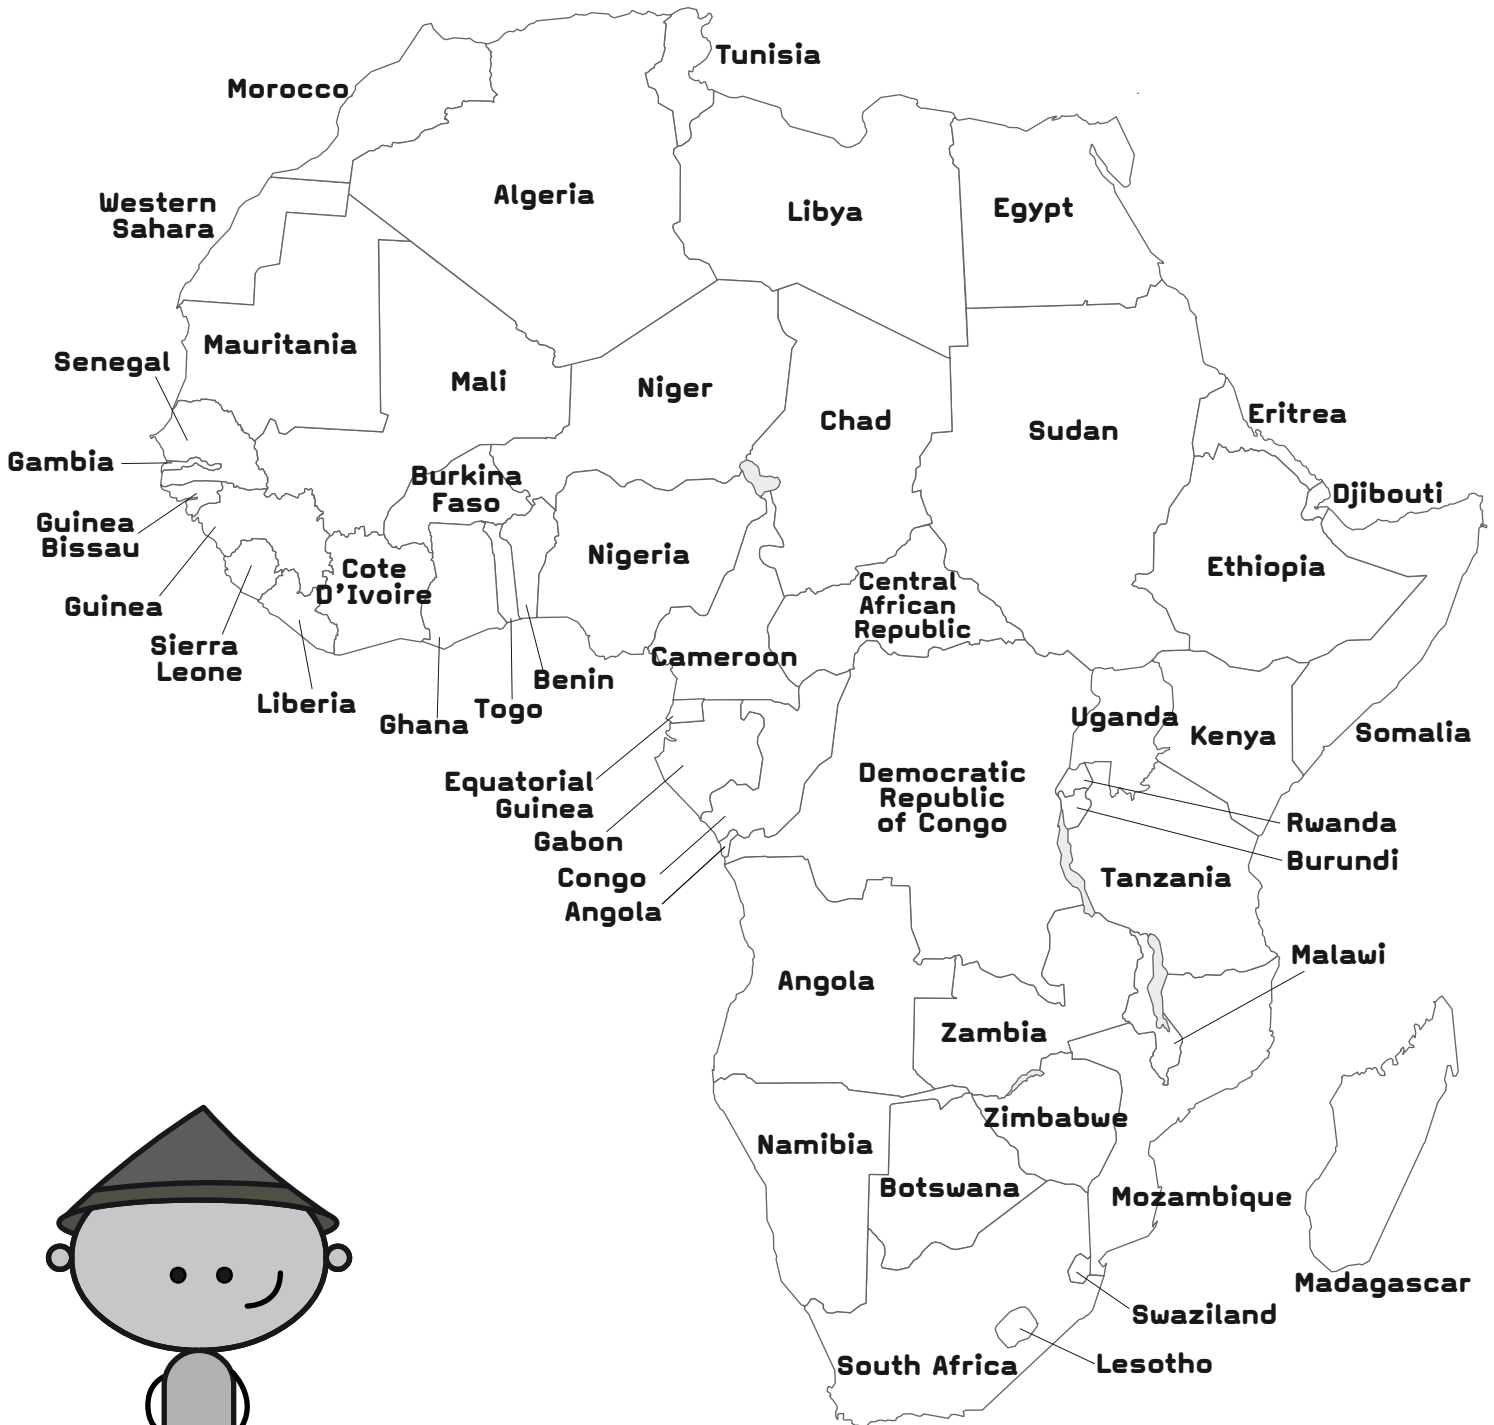 Tunisia
Morocco
Algeria
Western
Sahara
Libya
Egypt
Mauritania
Senegal
Mali
Niger
Chad
Sudan
Eritrea
Gambia
Burkina
Faso
Djibouti
Guinea
Bissau
Nigeria
Cote
D'Ivoire
Ethiopia
Central
African
Republic
Guinea
Sierra
Leone
Cameroon
Benin
Liberia
Togo
Ghana
Uganda
Kenya
Somalia
Equatorial
Guinea
Democratic
Republic
of Congo
Gabon
Rwanda
Burundi
Congo
Tanzania
Angola
Malawi
Angola
Zambia
Zimbabwe
Namibia
Botswana
Mozambique
Madagascar
Swaziland
South Africa
Lesotho